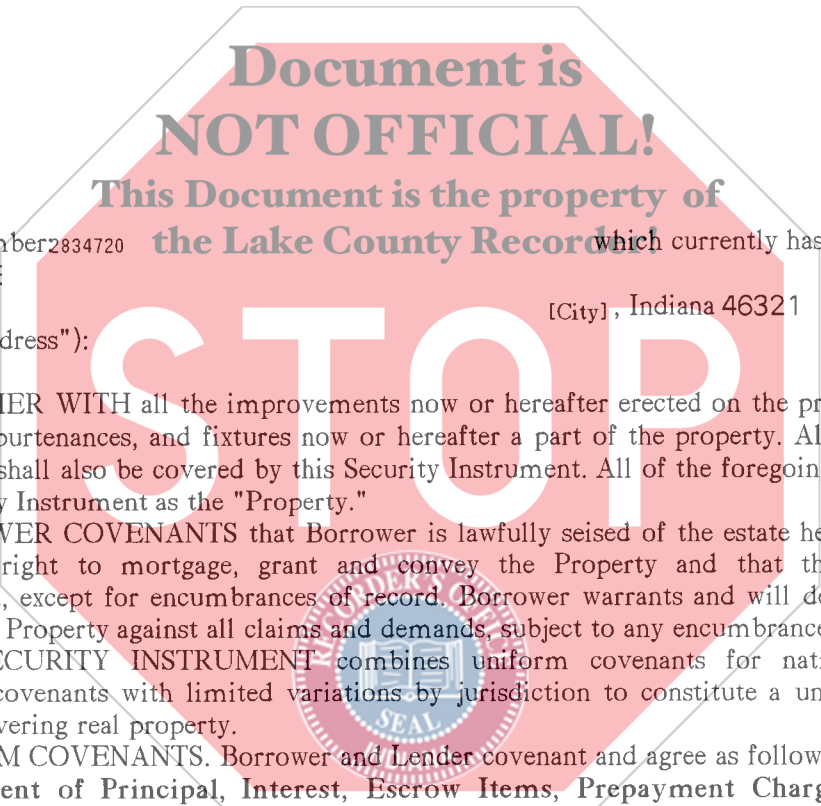 Document is
NOT OFFICIAL!
This Document is the property of
the Lake County Recorder!
STOP
2834720 which currently has
[City], Indiana 46321
dress"):
IER WITH all the improvements now or hereafter erected on the pr
purtenances, and fixtures now or hereafter a part of the property. Al
shall also be covered by this Security Instrument. All of the foregoin
y Instrument as the "Property."
WER COVENANTS that Borrower is lawfully seised of the estate he
right to mortgage, grant and convey the Property and that th
, except for encumbrances of record. Borrower warrants and will de
Property against all claims and demands, subject to any encumbrance
ECURITY INSTRUMENT combines uniform covenants for nat
covenants with limited variations by jurisdiction to constitute a un
vering real property.
M COVENANTS. Borrower and Lender covenant and agree as follow
ent of Principal, Interest, Escrow Items, Prepayment Charg
RECORDER'S OFFICE
SEAL